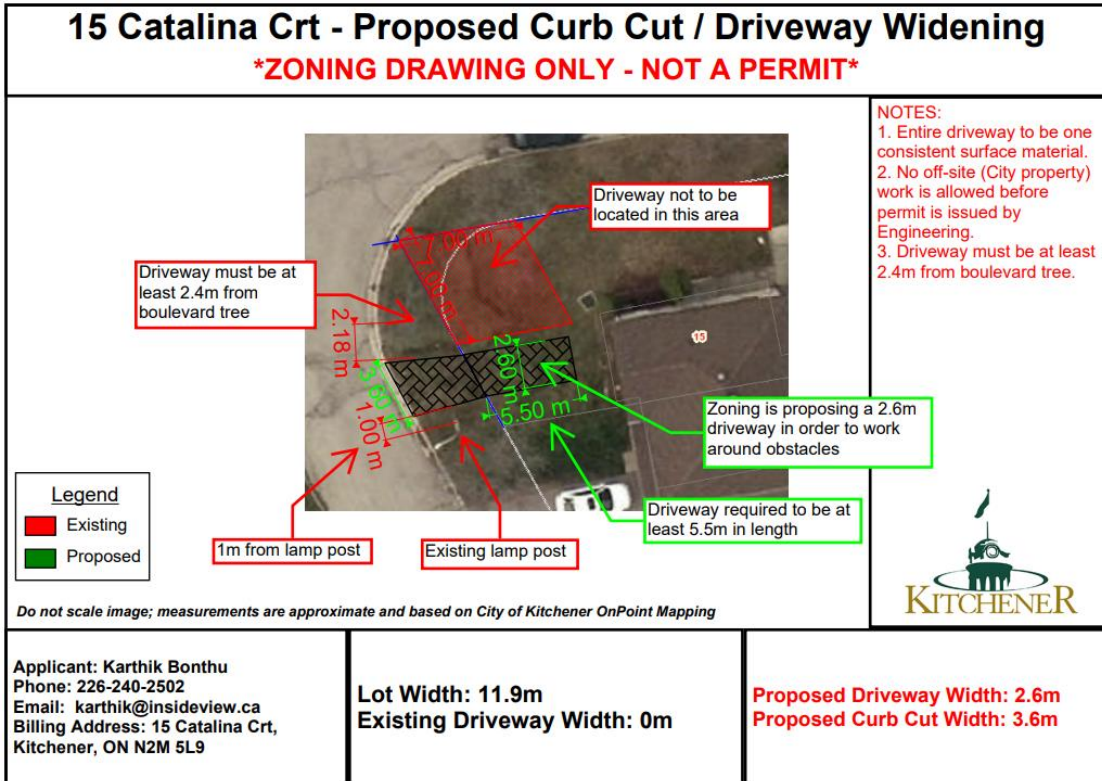 15 Catalina Crt - Proposed Curb Cut / Driveway Widening
*ZONING DRAWING ONLY - NOT A PERMIT*
NOTES:
1. Entire driveway to be one
consistent surface material.
2. No off-site (City property)
work is allowed before
permit is issued by
Engineering.
3. Driveway must be at least
2.4m from boulevard tree.
Driveway not to be
located in this area
7.00 m
7.00 m
Driveway must be at
least 2.4m from
boulevard tree
2.18 m
15
2.60 m
3.60 m
5.50 m
1.00 m
Zoning is proposing a 2.6m
driveway in order to work
around obstacles
Driveway required to be at
least 5.5m in length
Legend
Existing
Proposed
1m from lamp post
Existing lamp post
KITCHENER
Do not scale image; measurements are approximate and based on City of Kitchener OnPoint Mapping
Applicant: Karthik Bonthu
Phone: 226-240-2502
Email: karthik@insideview.ca
Billing Address: 15 Catalina Crt,
Kitchener, ON N2M 5L9
Lot Width: 11.9m
Existing Driveway Width: 0m
Proposed Driveway Width: 2.6m
Proposed Curb Cut Width: 3.6m